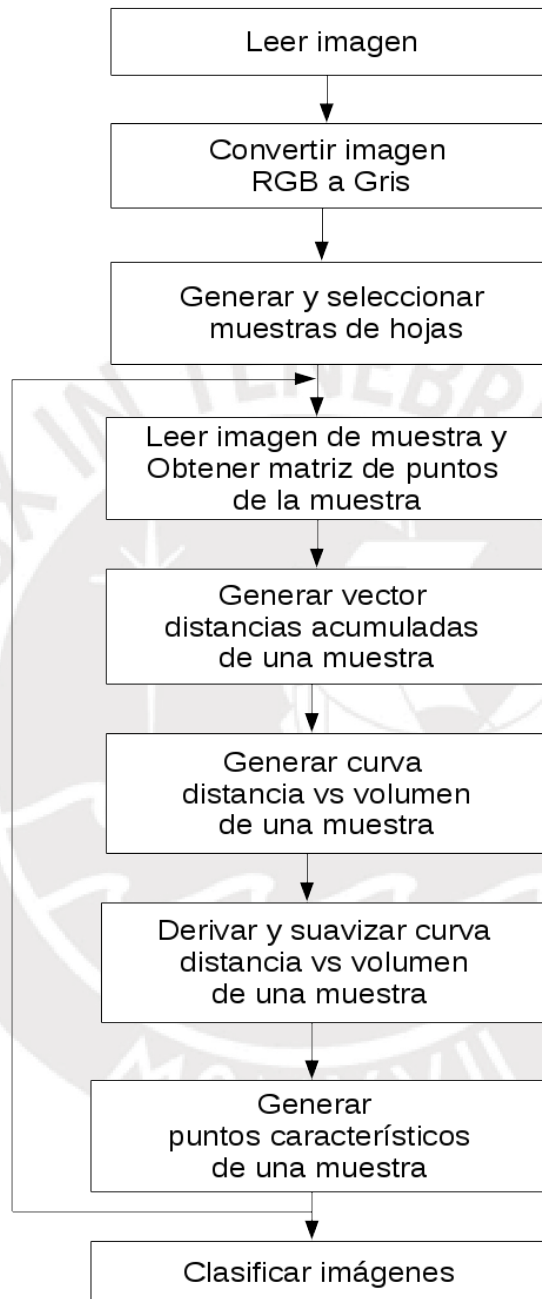 Leer imagen
Convertir imagen
RGB a Gris
Generar y seleccionar
muestras de hojas
Leer imagen de muestra y
Obtener matriz de puntos
de la muestra
Generar vector
distancias acumuladas
de una muestra
Generar curva
distancia vs volumen
de una muestra
Derivar y suavizar curva
distancia vs volumen
de una muestra
Generar
puntos característicos
de una muestra
Clasificar imágenes